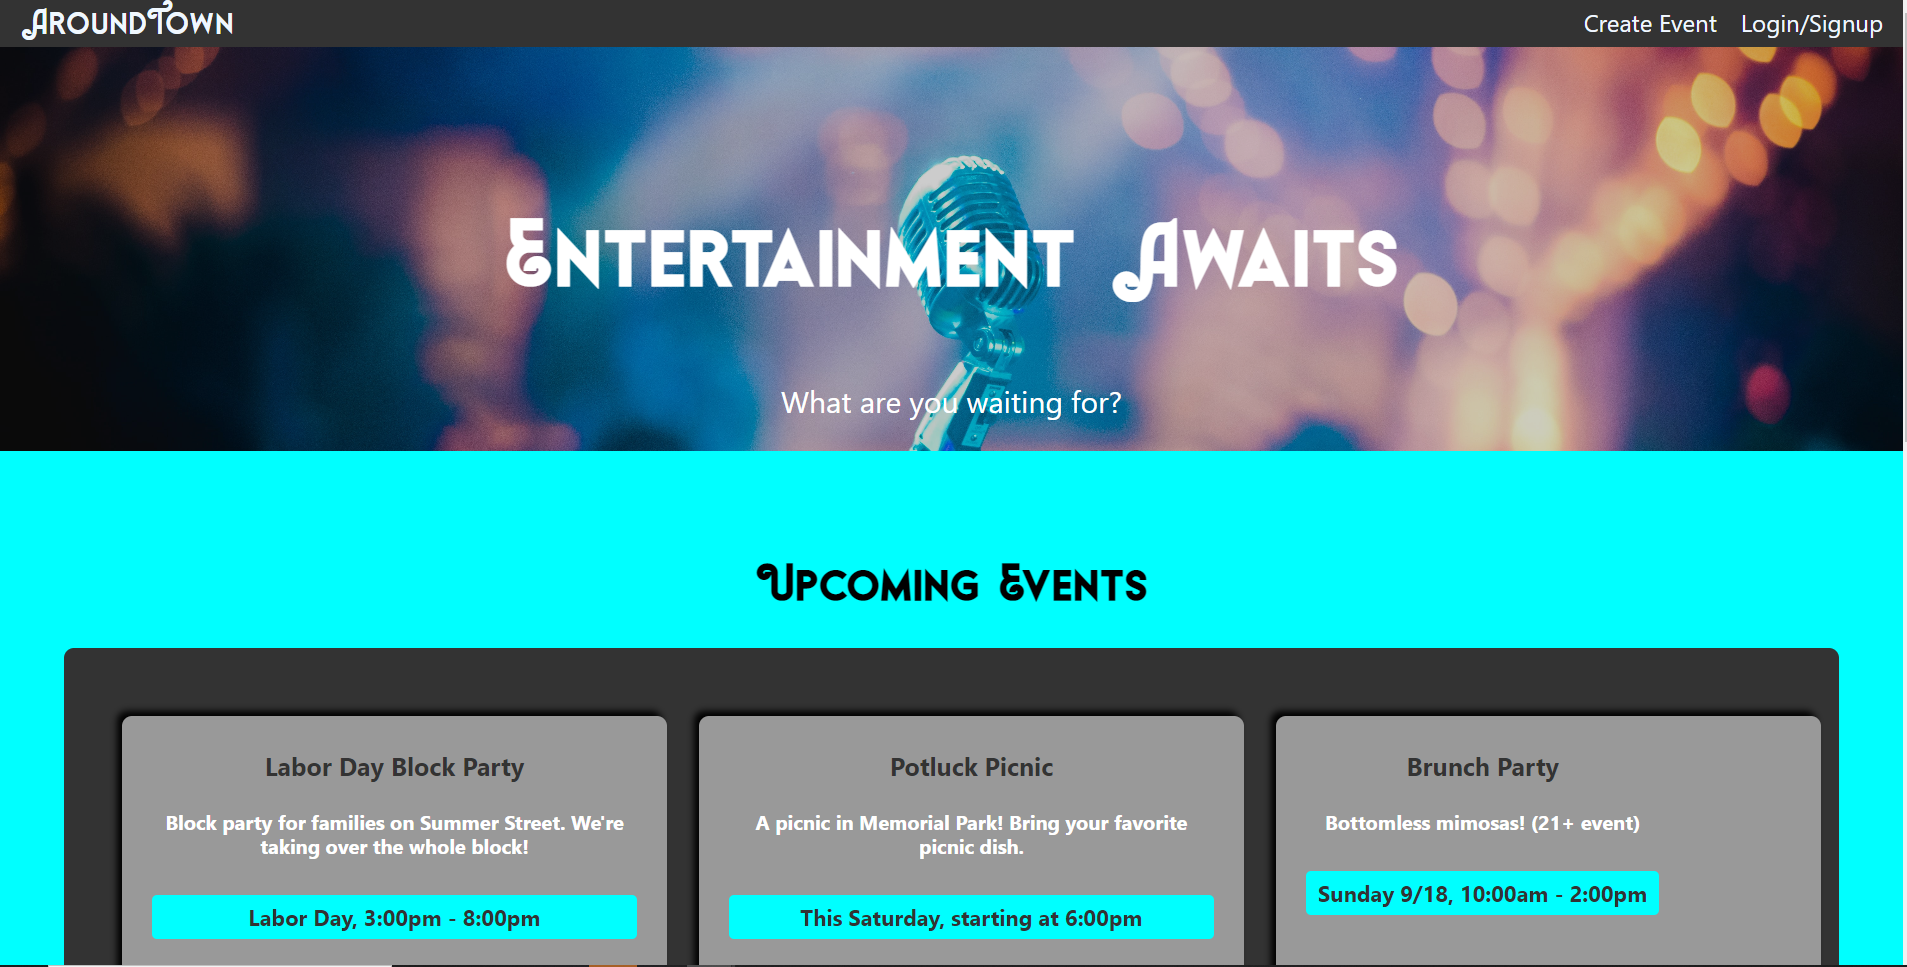 AroundTown
Create Event
Login/Signup
Entertainment Awaits
What are you waiting for?
Upcoming Events
Labor Day Block Party
Block party for families on Summer Street. We're
taking over the whole block!
Labor Day, 3:00pm - 8:00pm
Potluck Picnic
A picnic in Memorial Park! Bring your favorite
picnic dish.
This Saturday, starting at 6:00pm
Brunch Party
Bottomless mimosas! (21+ event)
Sunday 9/18, 10:00am - 2:00pm